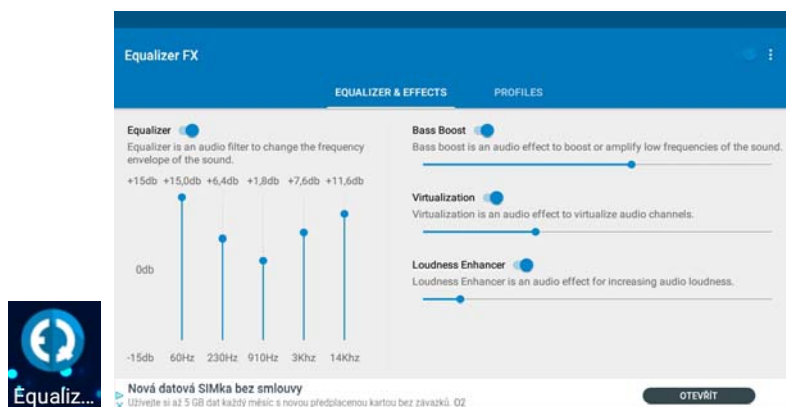 Equalizer FX
EQUALIZER & EFFECTS PROFILES
Equalizer
Equalizer is an audio filter to change the frequency
envelope of the sound.
+15db +15,0db +6,4db +1,8db +7,6db +11,6db
0db
-15db 60Hz 230Hz 910Hz 3Khz 14Khz
Bass Boost
Bass boost is an audio effect to boost or amplify low frequencies of the sound.
Virtualization
Virtualization is an audio effect to virtualize audio channels.
Loudness Enhancer
Loudness Enhancer is an audio effect for increasing audio loudness.
Equaliz...
Nová datová SIMka bez smlouvy
Užívejte si až 5 GB dat každý měsíc s novou předplacenou kartou bez závazků. O2
OTEVŘÍT